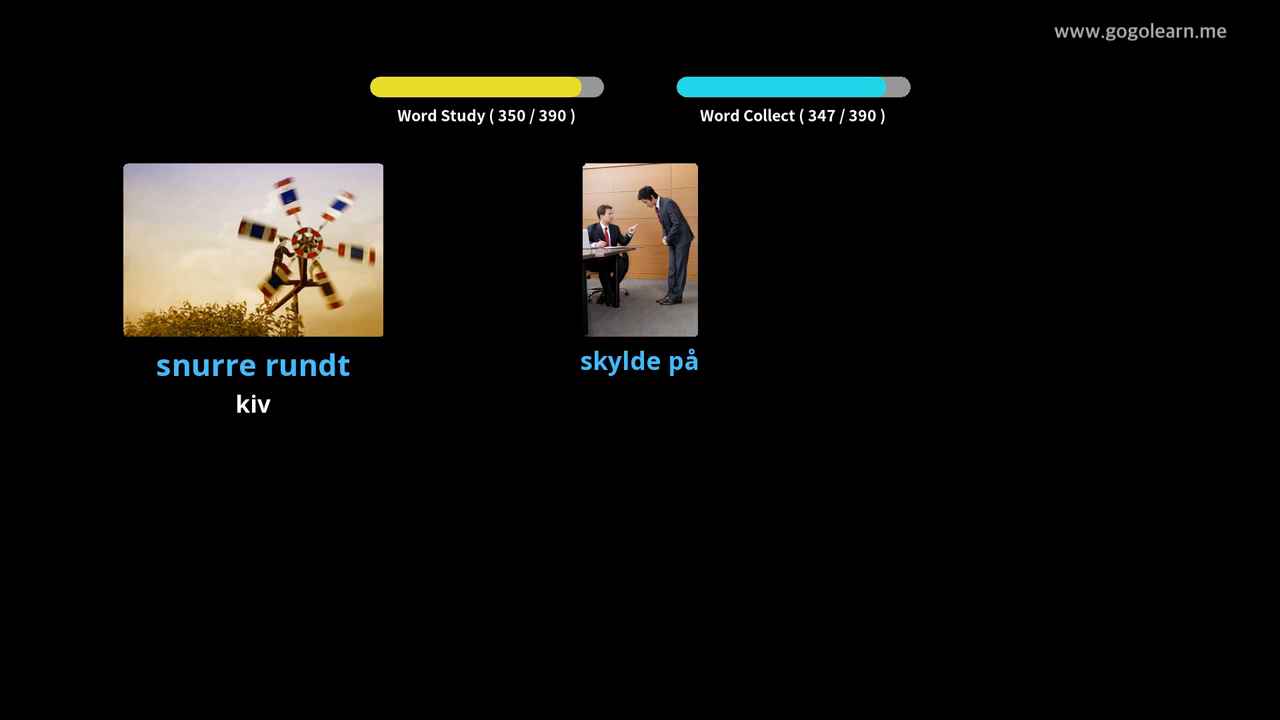 www.gogolearn.me
Word Study ( 350 / 390 )
Word Collect ( 347 / 390 )
snurre rundt
kiv
skylde på